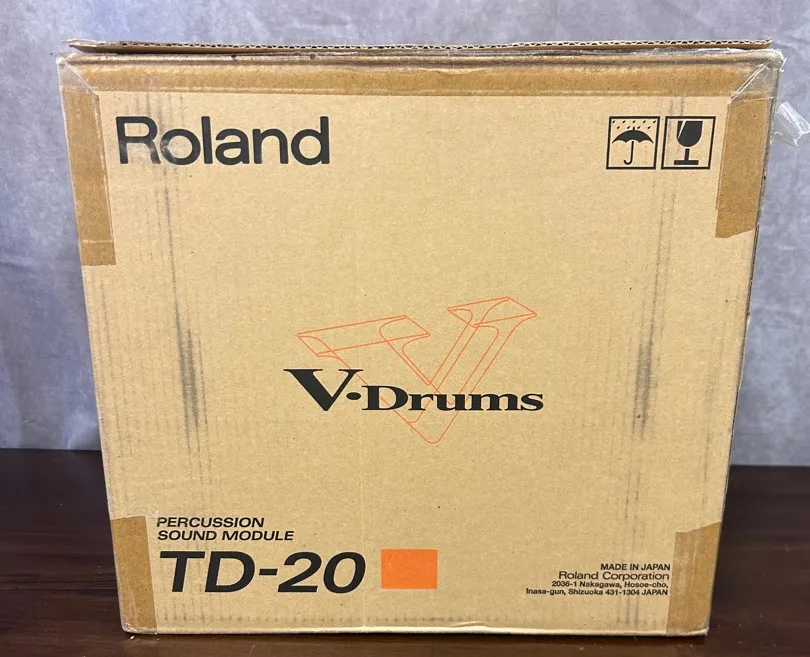 Roland
V-Drums
PERCUSSION
SOUND MODULE
TD-20
MADE IN JAPAN
Roland Corporation
2036-1 Nakagawa, Hosoe-cho,
Inasa-gun, Shizuoka 431-1304 JAPAN